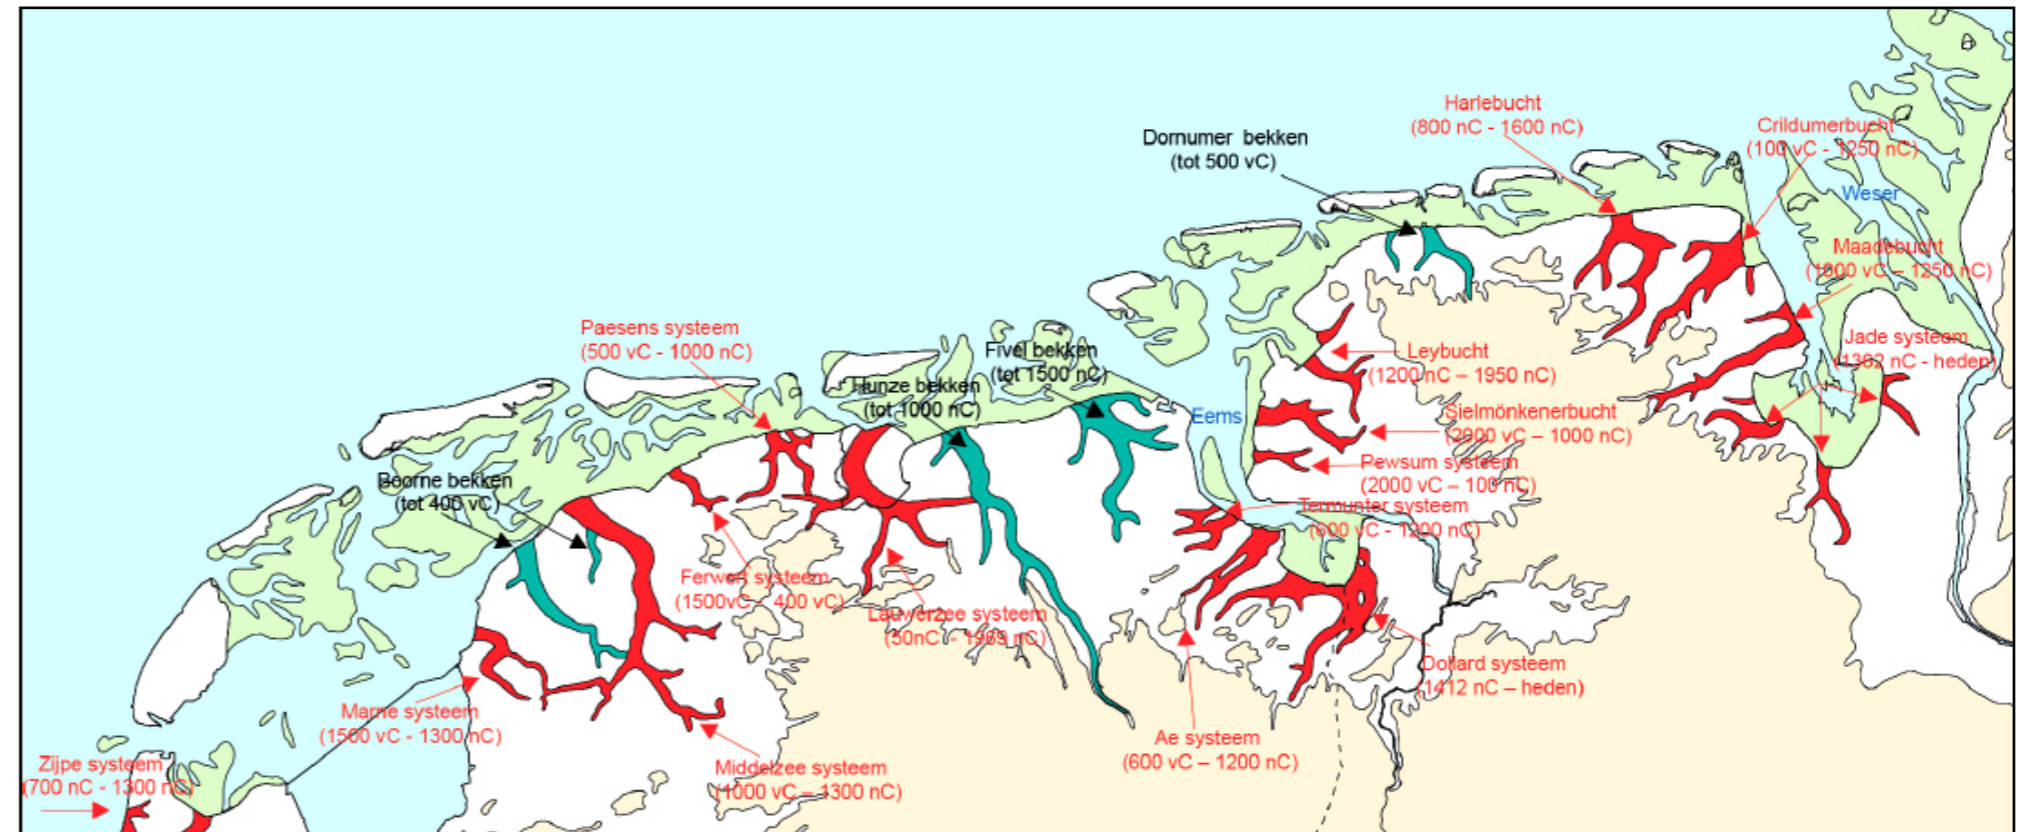 Harlebucht
(800 nC - 1600 nC)
Crildumerbucht
(100 vC - 1250 nC)
Dornumer bekken
(tot 500 vC)
Weser
Maadebucht
(1000 vC – 1250 nC)
Paesens systeem
(500 vC - 1000 nC)
Jade systeem
(1362 nC - heden)
Fivel bekken
(tot 1500 nC)
Leybucht
(1200 nC – 1950 nC)
Hunze bekken
(tot 1000 nC)
Eems
Sielmönkenerbucht
(2000 vC – 1000 nC)
Pewsum systeem
(2000 vC – 100 nC)
Boorne bekken
(tot 400 vC)
Termunter systeem
(600 vC - 1200 nC)
Ferwert systeem
(1500vC - 400 vC)
Lauwerzee systeem
(50nC - 1969 nC)
Dollard systeem
(1412 nC – heden)
Marne systeem
(1500 vC - 1300 nC)
Ae systeem
(600 vC – 1200 nC)
Zijpe systeem
(700 nC - 1300 nC)
Middelzee systeem
(1000 vC – 1300 nC)